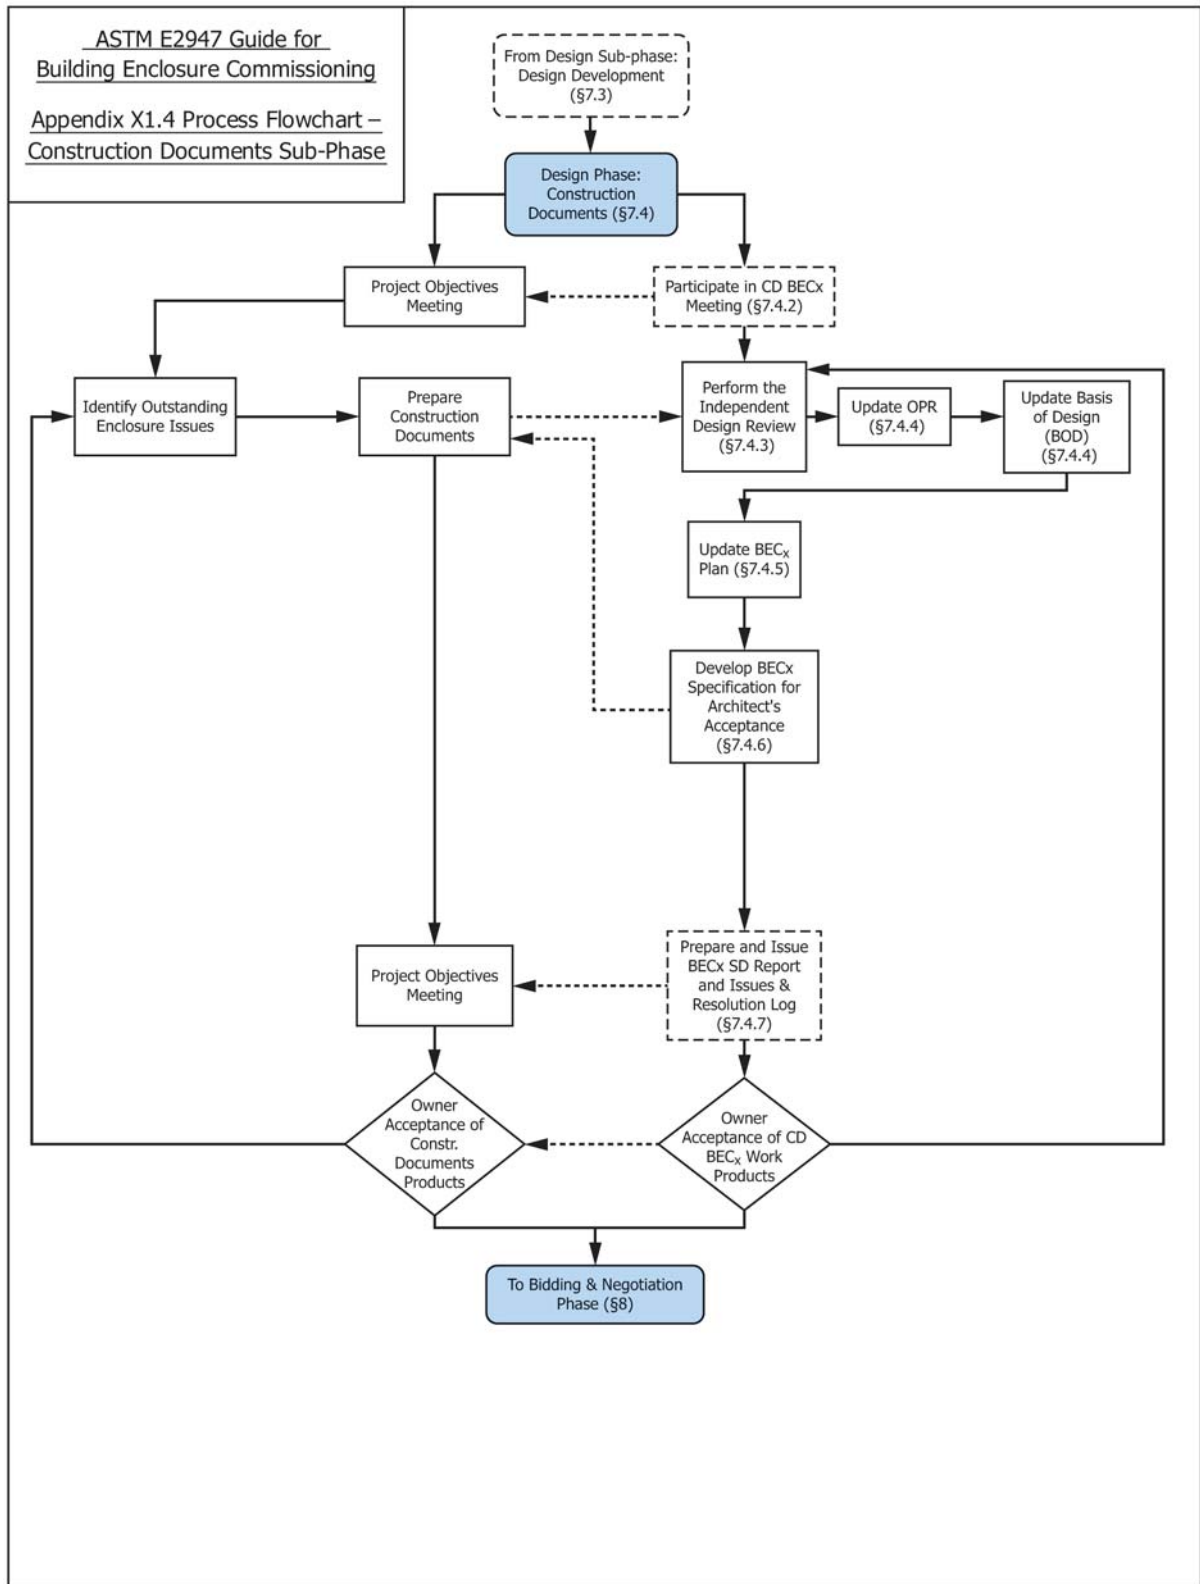 ASTM E2947 Guide for
Building Enclosure Commissioning
Appendix X1.4 Process Flowchart –
Construction Documents Sub-Phase
From Design Sub-phase:
Design Development
(§7.3)
Design Phase:
Construction
Documents (§7.4)
Project Objectives
Meeting
Participate in CD BECx
Meeting (§7.4.2)
Identify Outstanding
Enclosure Issues
Prepare
Construction
Documents
Perform the
Independent
Design Review
(§7.4.3)
Update OPR
(§7.4.4)
Update Basis
of Design
(BOD)
(§7.4.4)
Update BECx
Plan (§7.4.5)
Develop BECx
Specification for
Architect's
Acceptance
(§7.4.6)
Project Objectives
Meeting
Prepare and Issue
BECx SD Report
and Issues &
Resolution Log
(§7.4.7)
Owner
Acceptance of
Constr.
Documents
Products
Owner
Acceptance of CD
BECx Work
Products
To Bidding & Negotiation
Phase (§8)